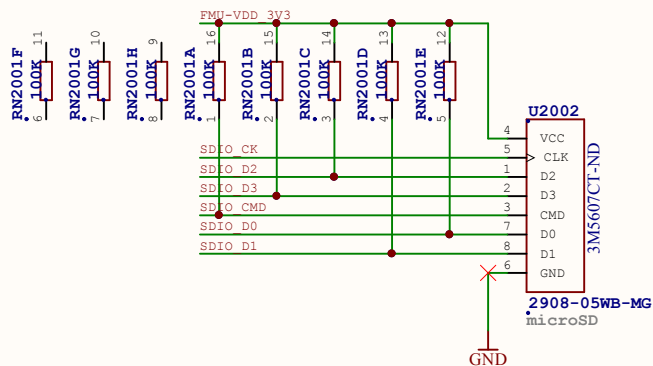 FMU-VDD_3V3
RN2001F
100K
11
6
RN2001G
100K
10
7
RN2001H
100K
9
8
RN2001A
100K
16
1
RN2001B
100K
15
2
RN2001C
100K
14
3
RN2001D
100K
13
4
RN2001E
100K
12
5
U2002
4 VCC
SDIO_CK 5 CLK
SDIO_D2 1 D2
SDIO_D3 2 D3
SDIO_CMD 3 CMD
SDIO_D0 7 D0
SDIO_D1 8 D1
6 GND
3M5607CT-ND
2908-05WB-MG
microSD
GND